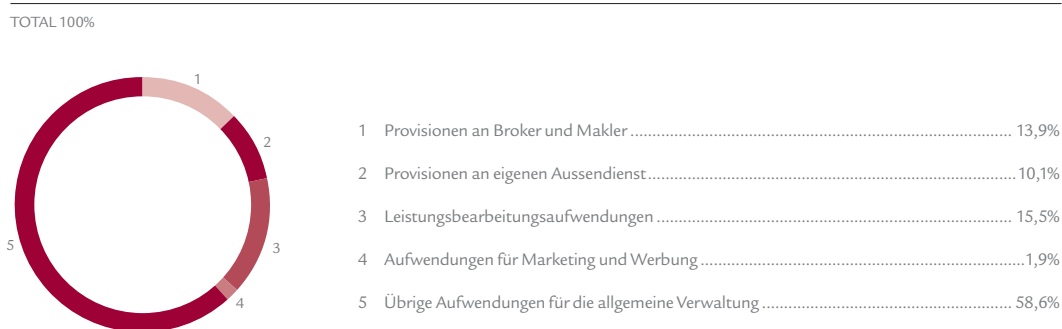 TOTAL 100%
1
2
3
4
5
1 Provisionen an Broker und Makler 13,9%
2 Provisionen an eigenen Aussendienst 10,1%
3 Leistungsbearbeitungsaufwendungen 15,5%
4 Aufwendungen für Marketing und Werbung 1,9%
5 Übrige Aufwendungen für die allgemeine Verwaltung 58,6%